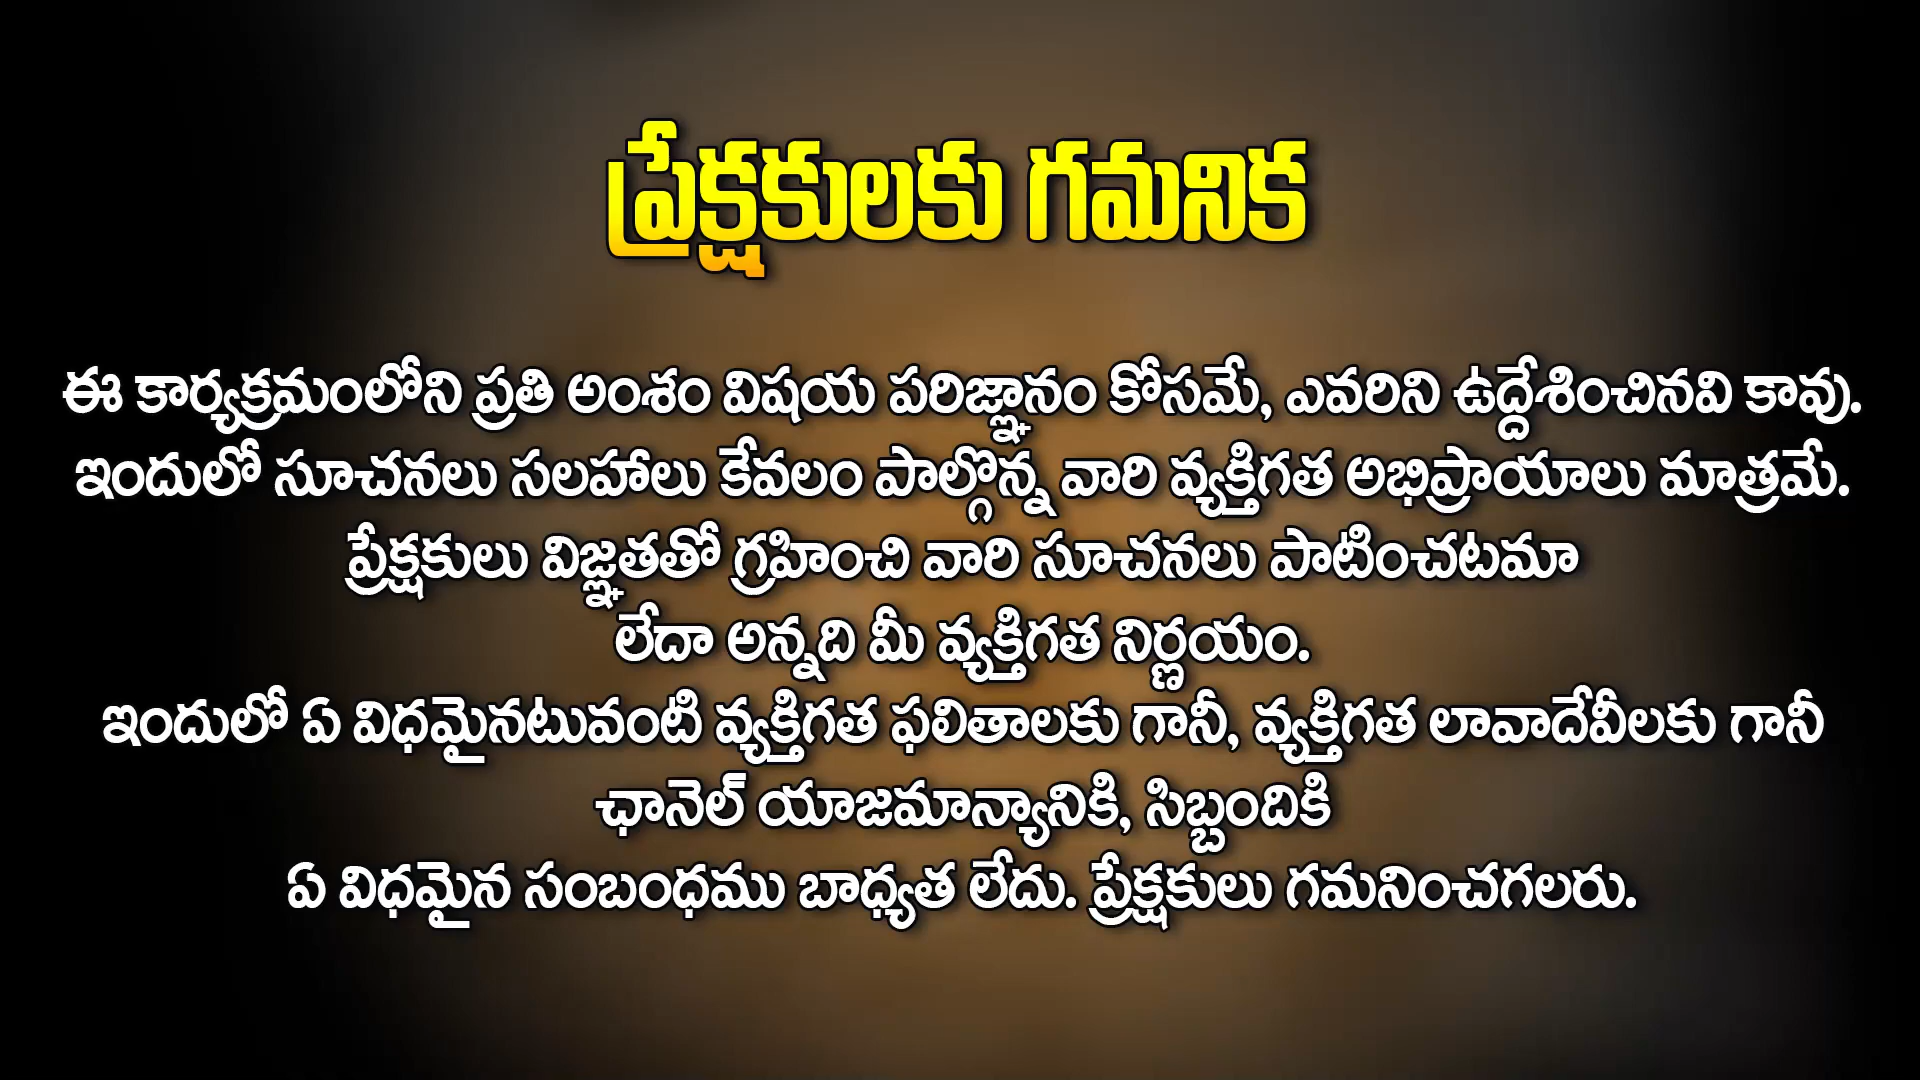 ప్రేక్షకులకు గమనిక
ఈ కార్యక్రమంలోని ప్రతి అంశం విషయ పరిజ్ఞానం కోసమే, ఎవరిని ఉద్దేశించినవి కావు.
ఇందులో సూచనలు సలహాలు కేవలం పాల్గొన్న వారి వ్యక్తిగత అభిప్రాయాలు మాత్రమే.
ప్రేక్షకులు విజ్ఞతతో గ్రహించి వారి సూచనలు పాటించటమా
లేదా అన్నది మీ వ్యక్తిగత నిర్ణయం.
ఇందులో ఏ విధమైనటువంటి వ్యక్తిగత ఫలితాలకు గానీ, వ్యక్తిగత లావాదేవీలకు గానీ
ఛానెల్ యాజమాన్యానికి, సిబ్బందికి
ఏ విధమైన సంబంధము బాధ్యత లేదు. ప్రేక్షకులు గమనించగలరు.